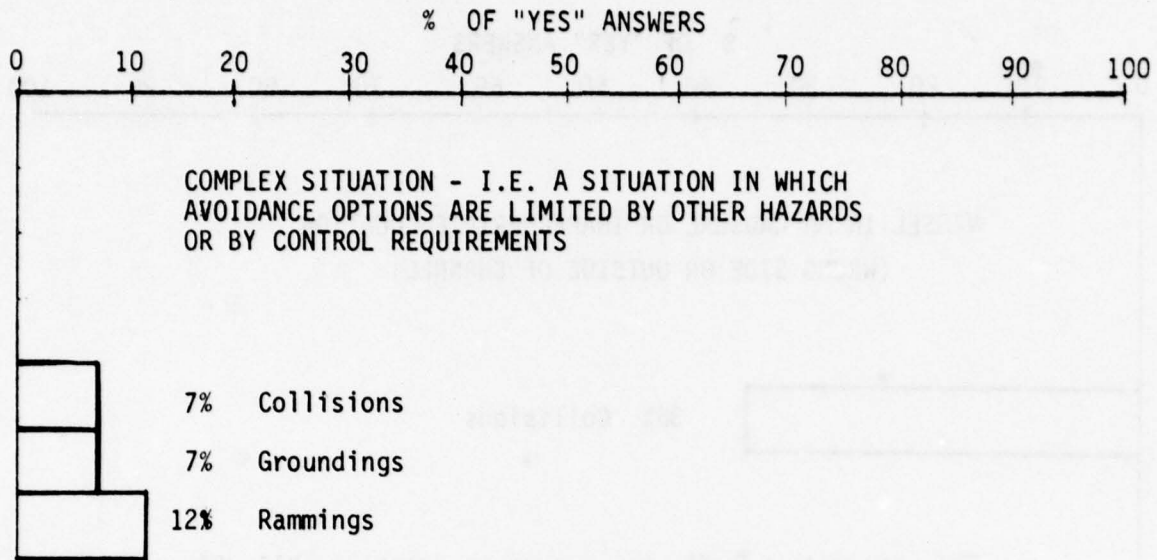 % OF "YES" ANSWERS
0 10 20 30 40 50 60 70 80 90 100
COMPLEX SITUATION - I.E. A SITUATION IN WHICH
AVOIDANCE OPTIONS ARE LIMITED BY OTHER HAZARDS
OR BY CONTROL REQUIREMENTS
7% Collisions
7% Groundings
12% Rammings